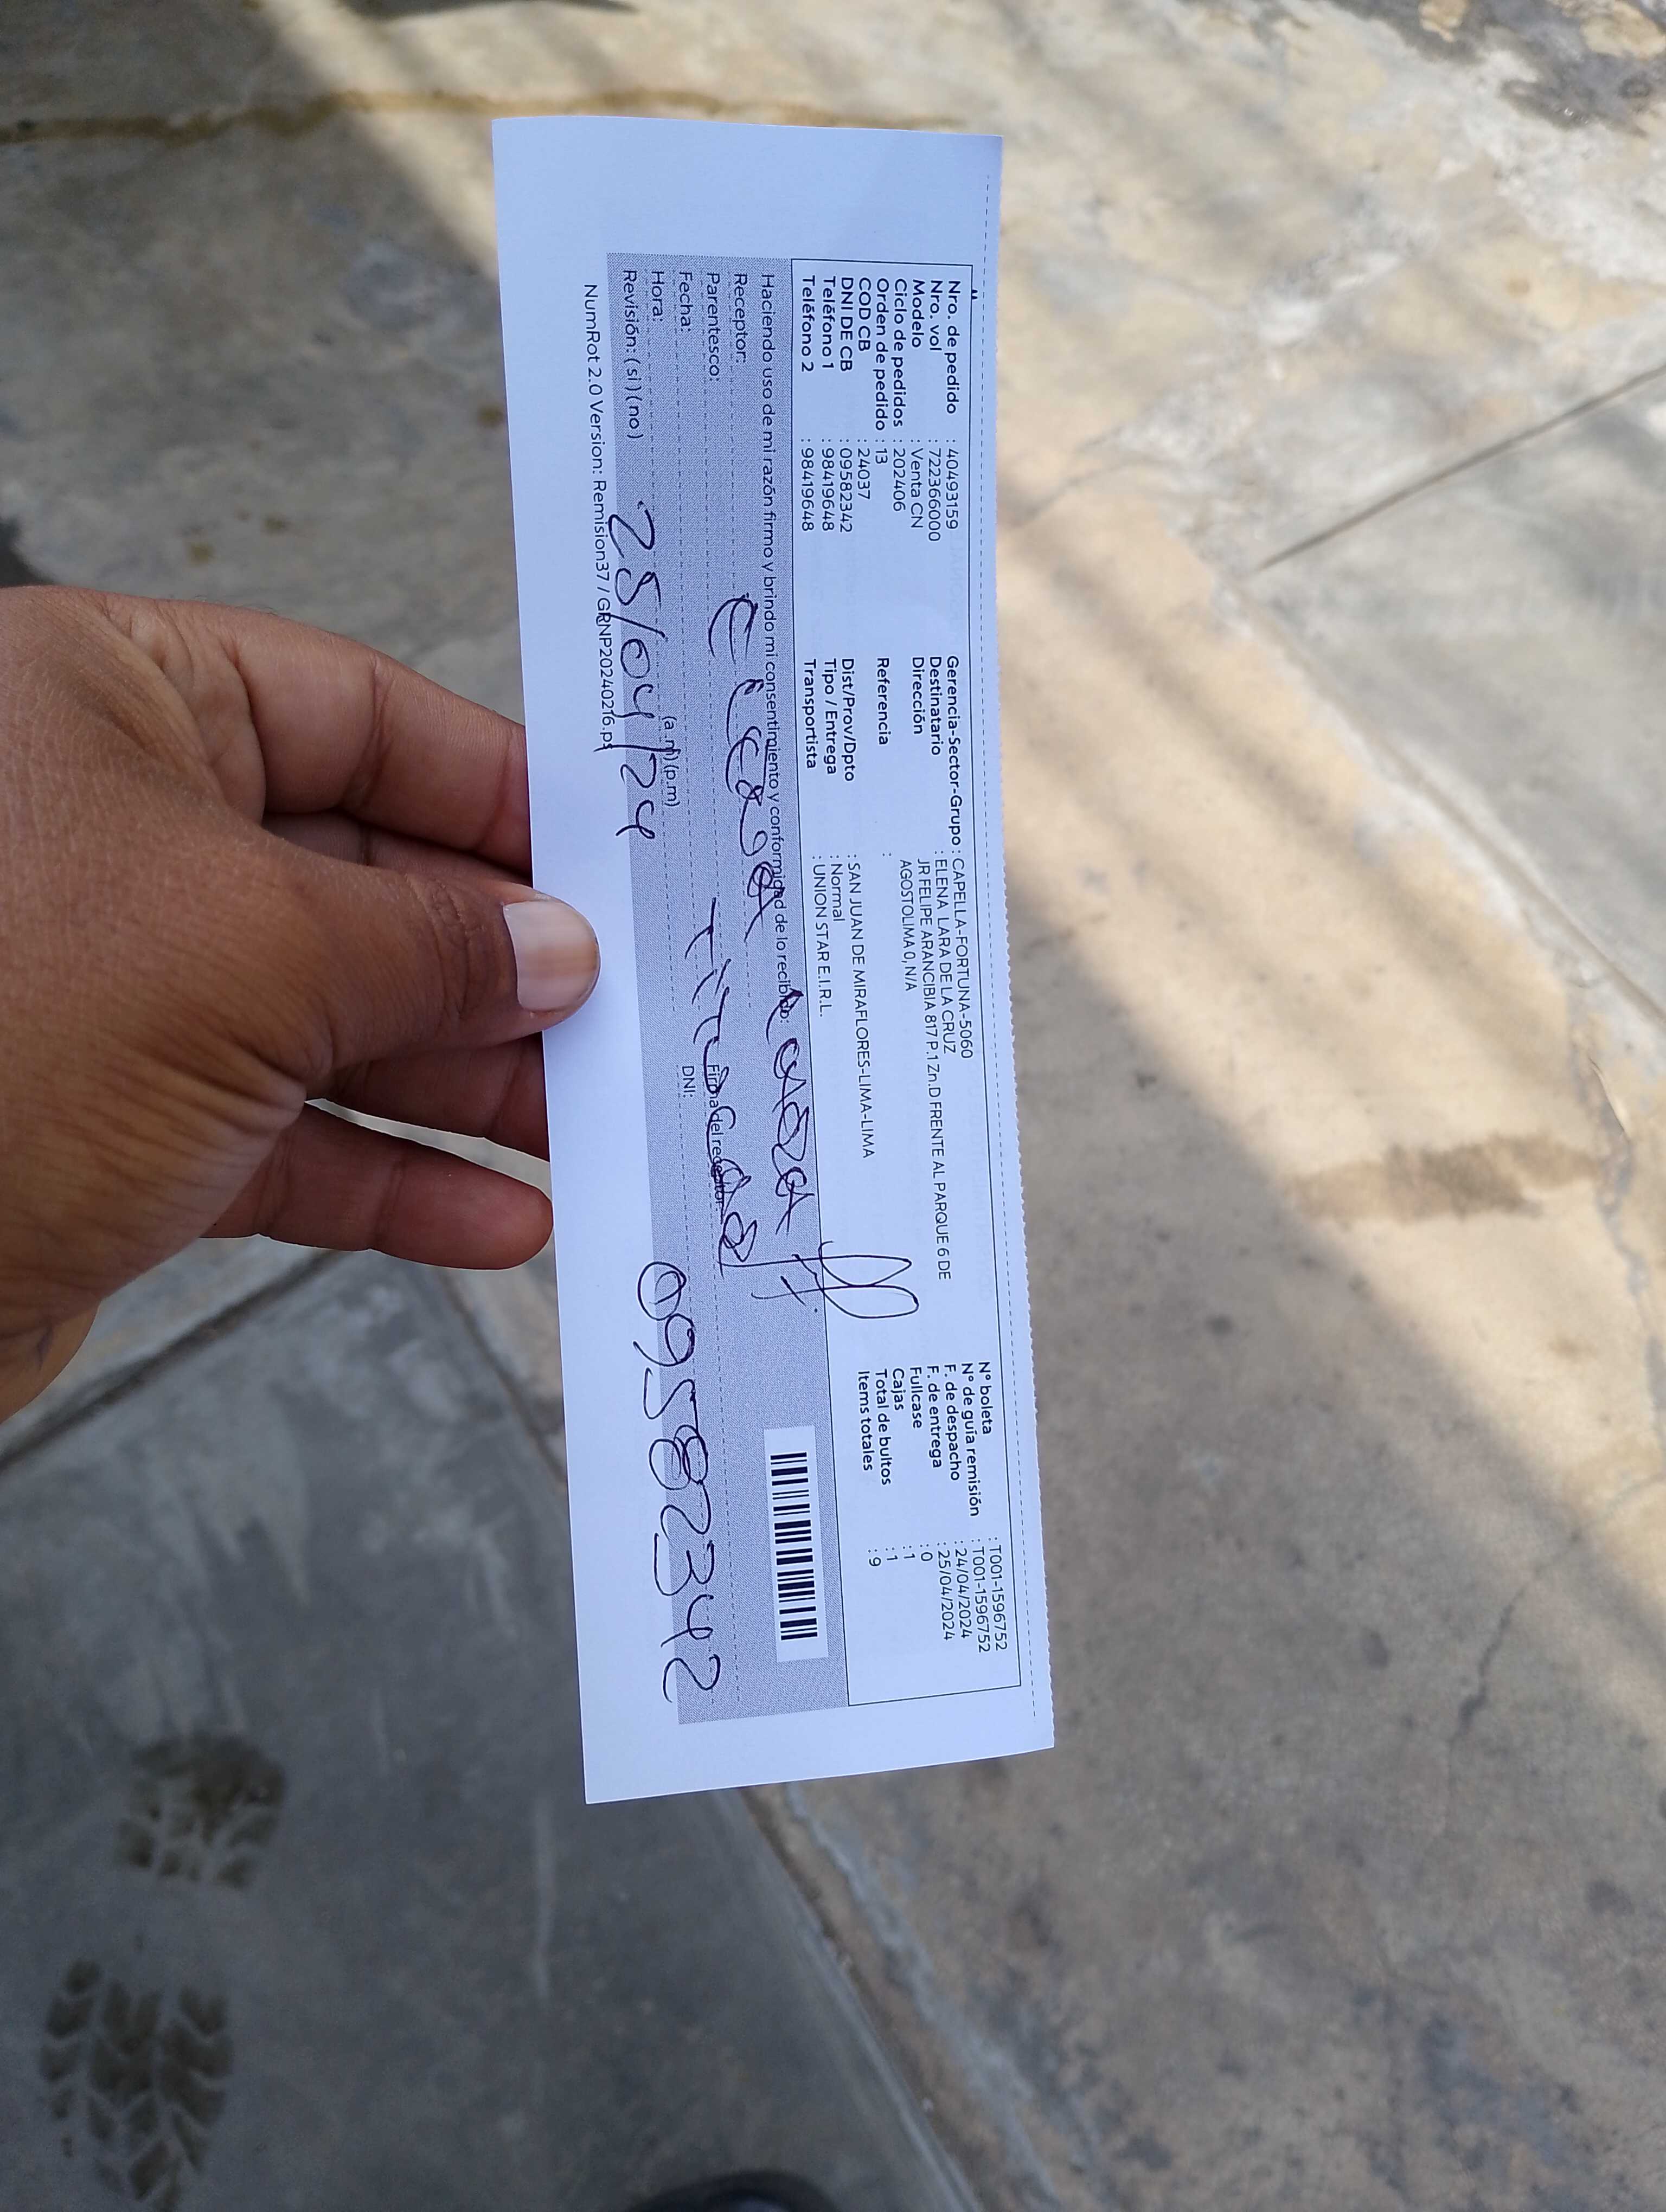 Nro. de pedido : 40493159
Nro. vol : 722366000
Modelo : Venta CN
Ciclo de pedidos : 202406
Orden de pedido : 13
COD CB : 24037
DNI DE CB : 09582342
Teléfono 1 : 98419648
Teléfono 2 : 98419648
Gerencia-Sector-Grupo : CAPELLA-FORTUNA-5060
Destinatario : ELENA LARA DE LA CRUZ
Dirección JR FELIPE ARANCIBIA 817 P.1 Zn.D FRENTE AL PARQUE 6 DE
AGOSTOLIMA 0, N/A
Referencia :
Dist/Prov/Dpto : SAN JUAN DE MIRAFLORES-LIMA-LIMA
Tipo / Entrega : Normal
Transportista : UNION STAR E.I.R.L.
N° boleta : T001-1596752
N° de guía remisión : T001-1596752
F. de despacho : 24/04/2024
F. de entrega : 25/04/2024
Fullcase : 0
Cajas : 1
Total de bultos : 1
Items totales : 9
Haciendo uso de mi razón firmo y brindo mi consentimiento y conformidad de lo recibido:
Receptor:
Parentesco:
Firma del receptor
Fecha:
DNI: 09582342
Hora: (a.m) (p.m)
Revisión: (si) (no)
25/04/24
NumRot 2.0 Version: Remision37 / GRNP20240216.ps